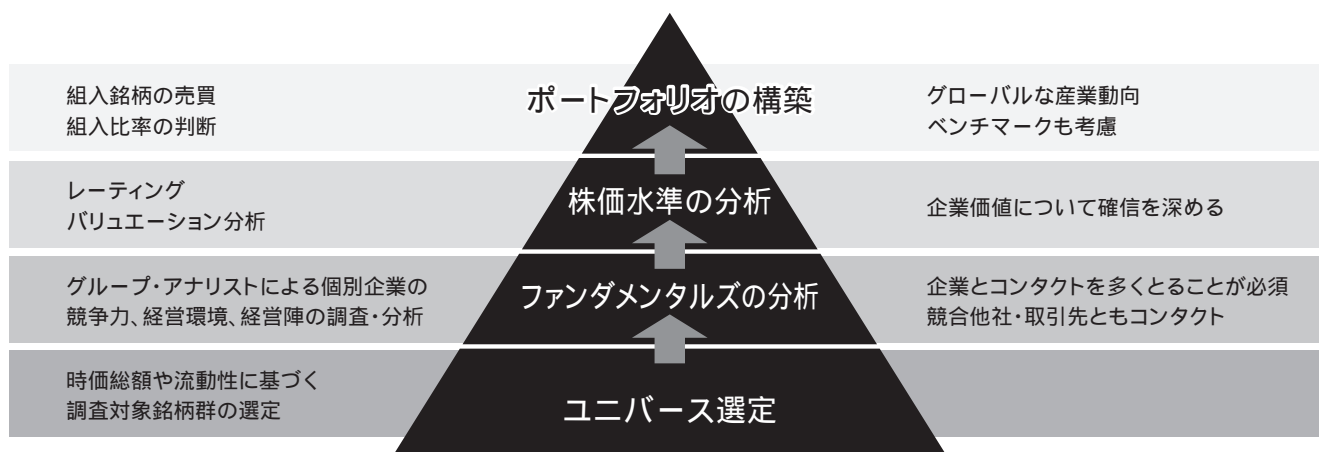 組入銘柄の売買
組入比率の判断
ポートフォリオの構築
グローバルな産業動向
ベンチマークも考慮
レーティング
バリュエーション分析
株価水準の分析
企業価値について確信を深める
グループ・アナリストによる個別企業の
競争力、経営環境、経営陣の調査・分析
ファンダメンタルズの分析
企業とコンタクトを多くとることが必須
競合他社・取引先ともコンタクト
時価総額や流動性に基づく
調査対象銘柄群の選定
ユニバース選定